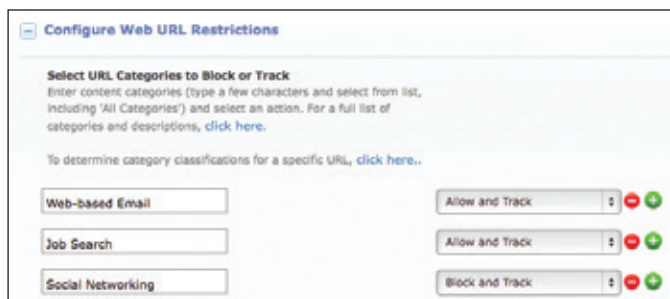 Configure Web URL Restrictions
Select URL Categories to Block or Track
Enter content categories (type a few characters and select from list,
including 'All Categories') and select an action. For a full list of
categories and descriptions, click here.
To determine category classifications for a specific URL, click here..
Web-based Email Allow and Track
Job Search Allow and Track
Social Networking Block and Track